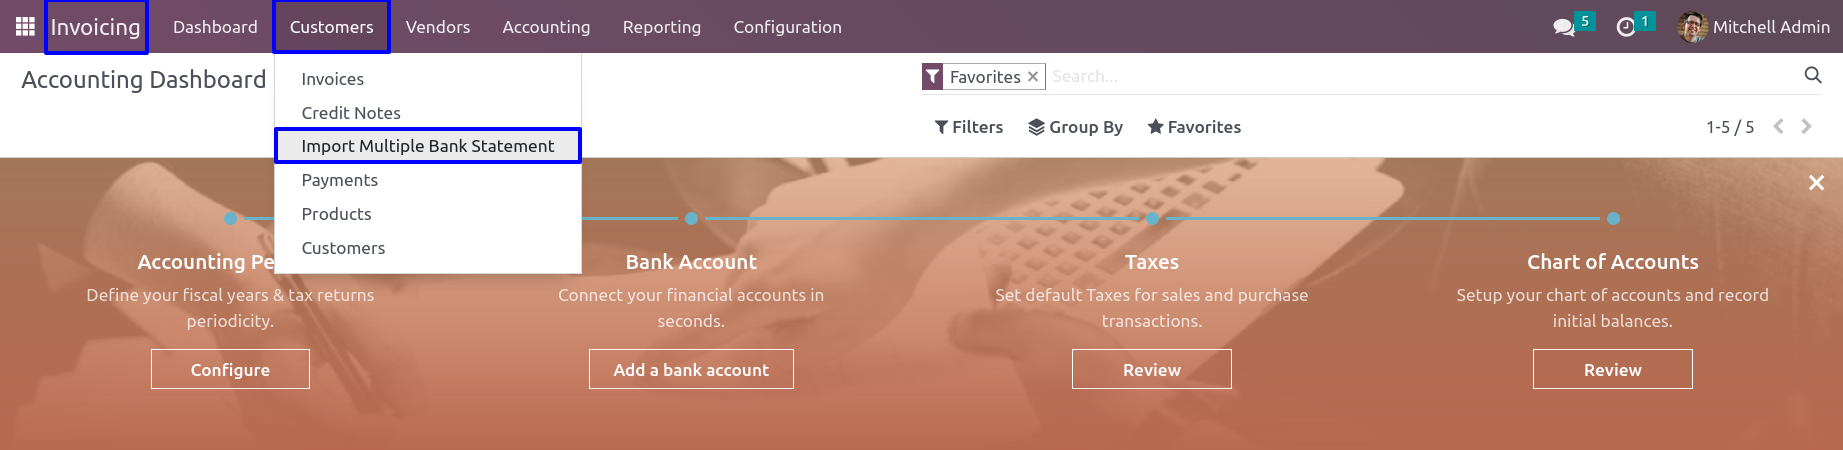 Invoicing Dashboard Customers Vendors Accounting Reporting Configuration 5 1 Mitchell Admin
Accounting Dashboard
Favorites × Search...
Filters Group By Favorites 1-5 / 5
Invoices
Credit Notes
Import Multiple Bank Statement
Payments
Products
Customers
Accounting Pe
Define your fiscal years & tax returns
periodicity.
Configure
Bank Account
Connect your financial accounts in
seconds.
Add a bank account
Taxes
Set default Taxes for sales and purchase
transactions.
Review
Chart of Accounts
Setup your chart of accounts and record
initial balances.
Review